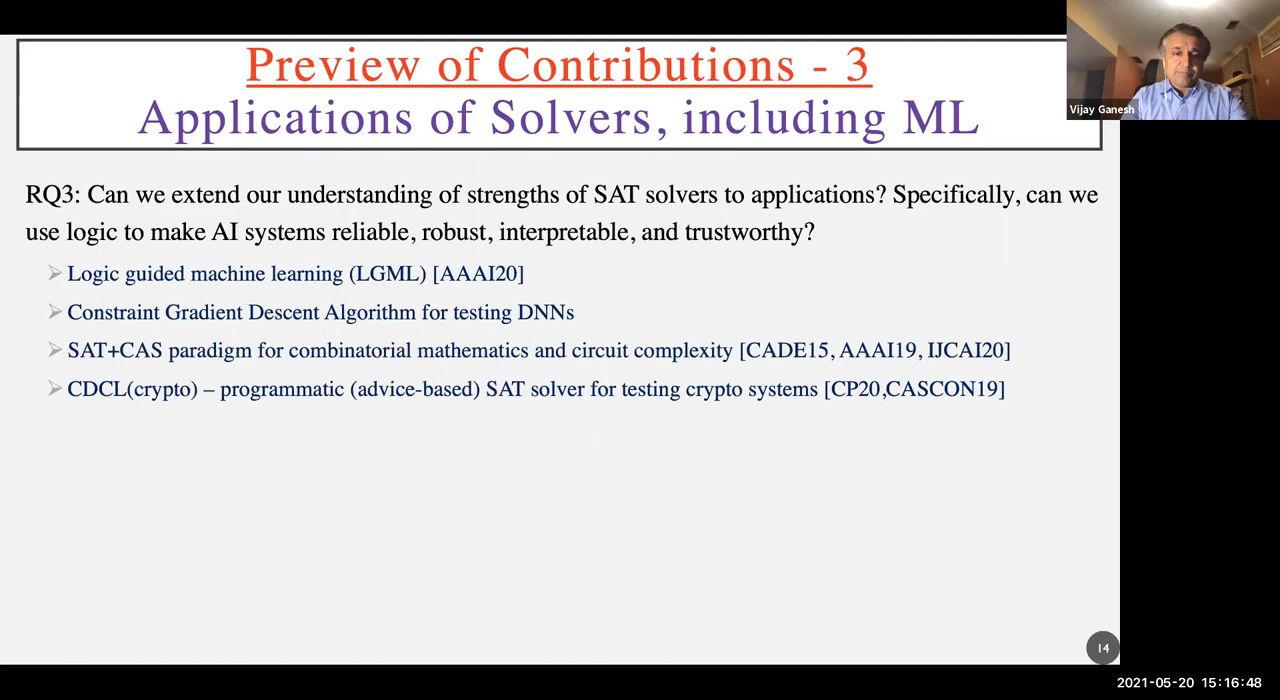 Preview of Contributions - 3
Applications of Solvers, including ML
Vijay Ganesh
RQ3: Can we extend our understanding of strengths of SAT solvers to applications? Specifically, can we
use logic to make AI systems reliable, robust, interpretable, and trustworthy?
Logic guided machine learning (LGML) [AAAI20]
Constraint Gradient Descent Algorithm for testing DNNs
SAT+CAS paradigm for combinatorial mathematics and circuit complexity [CADE15, AAAI19, IJCAI20]
CDCL(crypto) – programmatic (advice-based) SAT solver for testing crypto systems [CP20,CASCON19]
14
2021-05-20 15:16:48